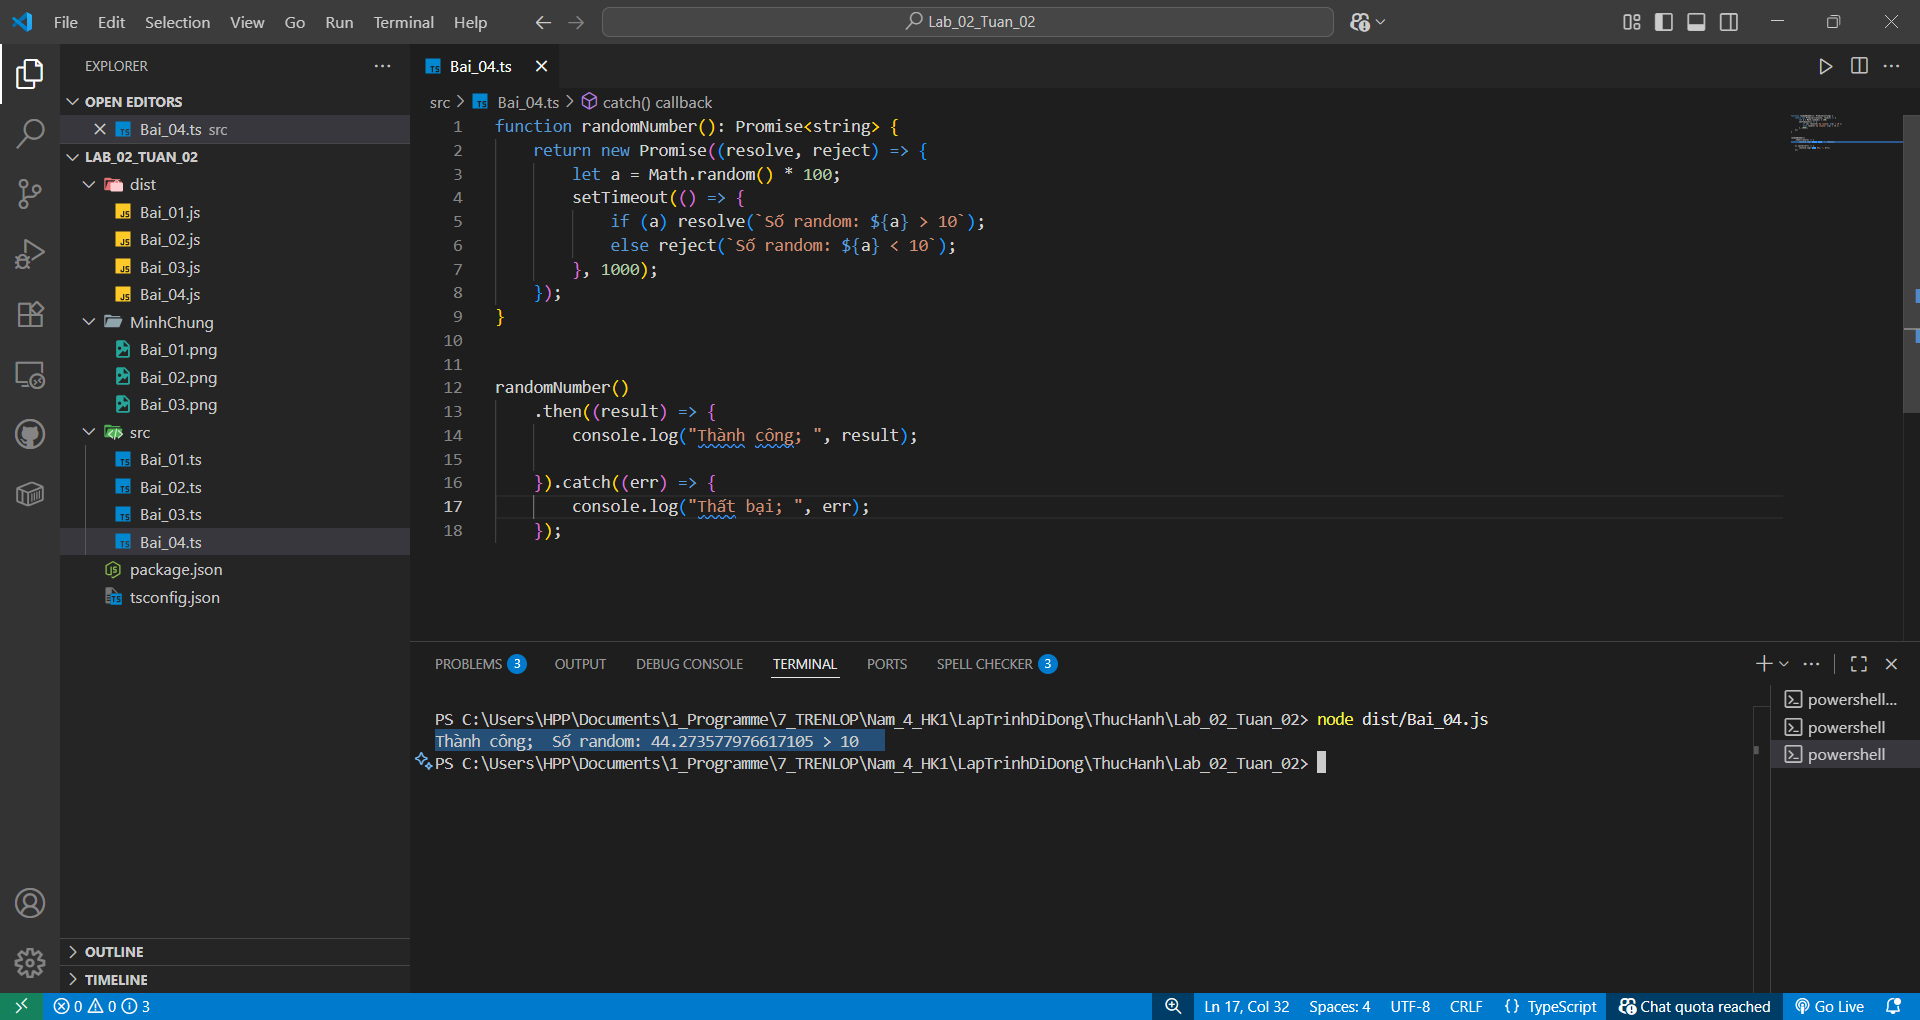 File Edit Selection View Go Run Terminal Help
Lab_02_Tuan_02
EXPLORER
OPEN EDITORS
Bai_04.ts src
LAB_02_TUAN_02
dist
Bai_01.js
Bai_02.js
Bai_03.js
Bai_04.js
MinhChung
Bai_01.png
Bai_02.png
Bai_03.png
src
Bai_01.ts
Bai_02.ts
Bai_03.ts
Bai_04.ts
package.json
tsconfig.json
OUTLINE
TIMELINE
Bai_04.ts
src > Bai_04.ts > catch() callback
1 function randomNumber(): Promise<string> {
2     return new Promise((resolve, reject) => {
3         let a = Math.random() * 100;
4         setTimeout(() => {
5             if (a) resolve(`Số random: ${a} > 10`);
6             else reject(`Số random: ${a} < 10`);
7         }, 1000);
8     });
9 }
10
11
12 randomNumber()
13     .then((result) => {
14         console.log("Thành công; ", result);
15
16     }).catch((err) => {
17         console.log("Thất bại; ", err);
18     });
PROBLEMS 3 OUTPUT DEBUG CONSOLE TERMINAL PORTS SPELL CHECKER 3
PS C:\Users\HPP\Documents\1_Programme\7_TRENLOP\Nam_4_HK1\LapTrinhDiDong\ThucHanh\Lab_02_Tuan_02> node dist/Bai_04.js
Thành công;  Số random: 44.273577976617105 > 10
PS C:\Users\HPP\Documents\1_Programme\7_TRENLOP\Nam_4_HK1\LapTrinhDiDong\ThucHanh\Lab_02_Tuan_02>
powershell...
powershell
powershell
0 0 3
Ln 17, Col 32 Spaces: 4 UTF-8 CRLF {} TypeScript Chat quota reached Go Live